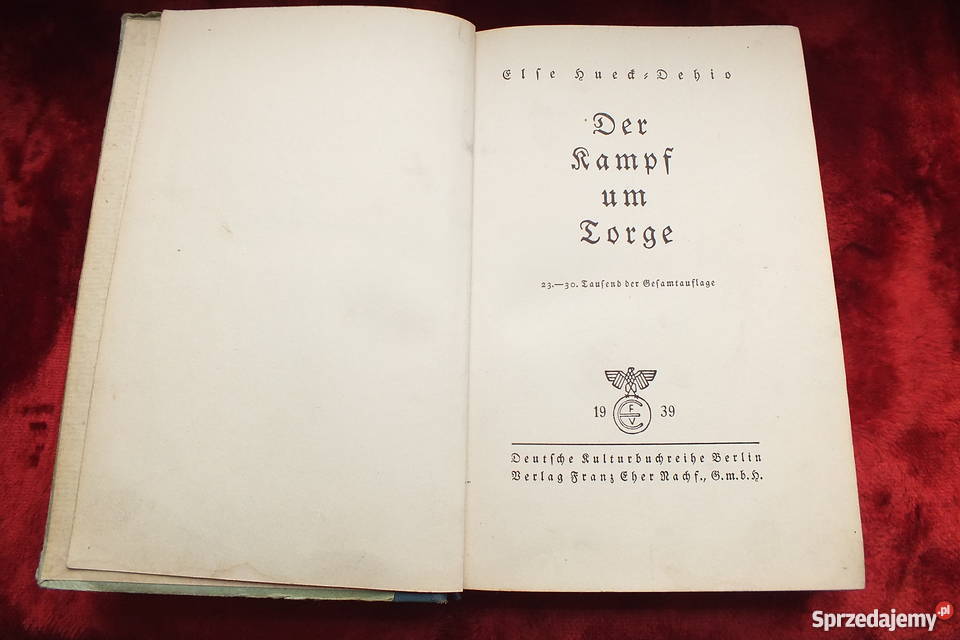 Else Hueck-Dehio
Der
Kampf
um
Torge
23.—30. Tausend der Gesamtauflage
19 39
F
E
V
Deutsche Kulturbuchreihe Berlin
Verlag Franz Eher Nachf., G.m.b.H.
Sprzedajemy.pl